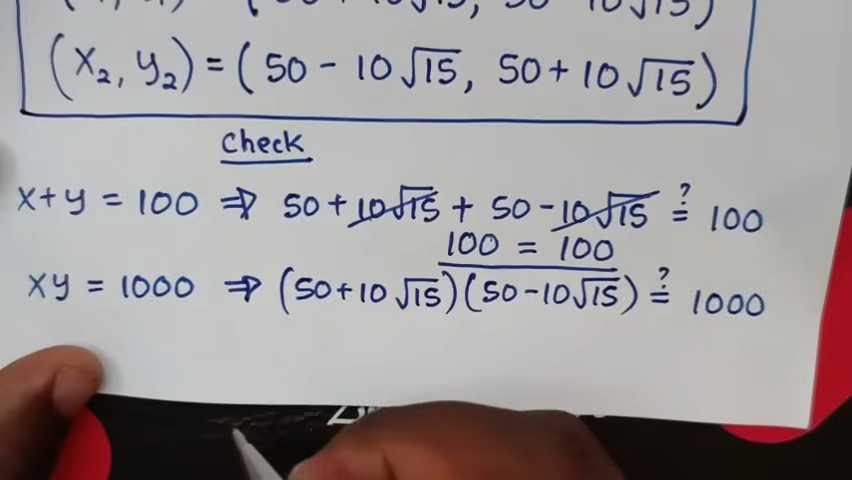 (x₂, y₂) = (50 - 10√15, 50 + 10√15)
Check
x+y = 100 ⇒ 50 + 10√15 + 50 - 10√15 ≟ 100
100 = 100
xy = 1000 ⇒ (50+10√15)(50-10√15) ≟ 1000